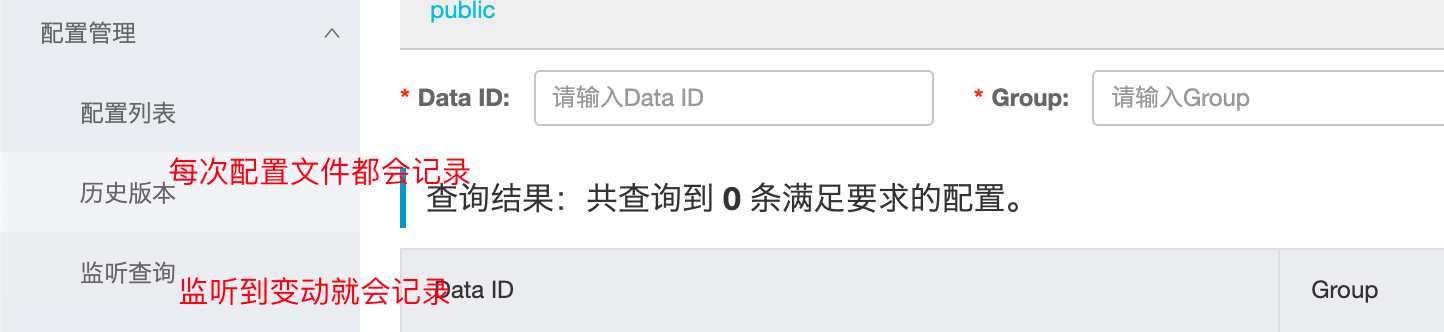 配置管理
public
* Data ID:
请输入Data ID
* Group:
请输入Group
配置列表
每次配置文件都会记录
历史版本
查询结果：共查询到 0 条满足要求的配置。
监听查询
监听到变动就会记录
Data ID
Group